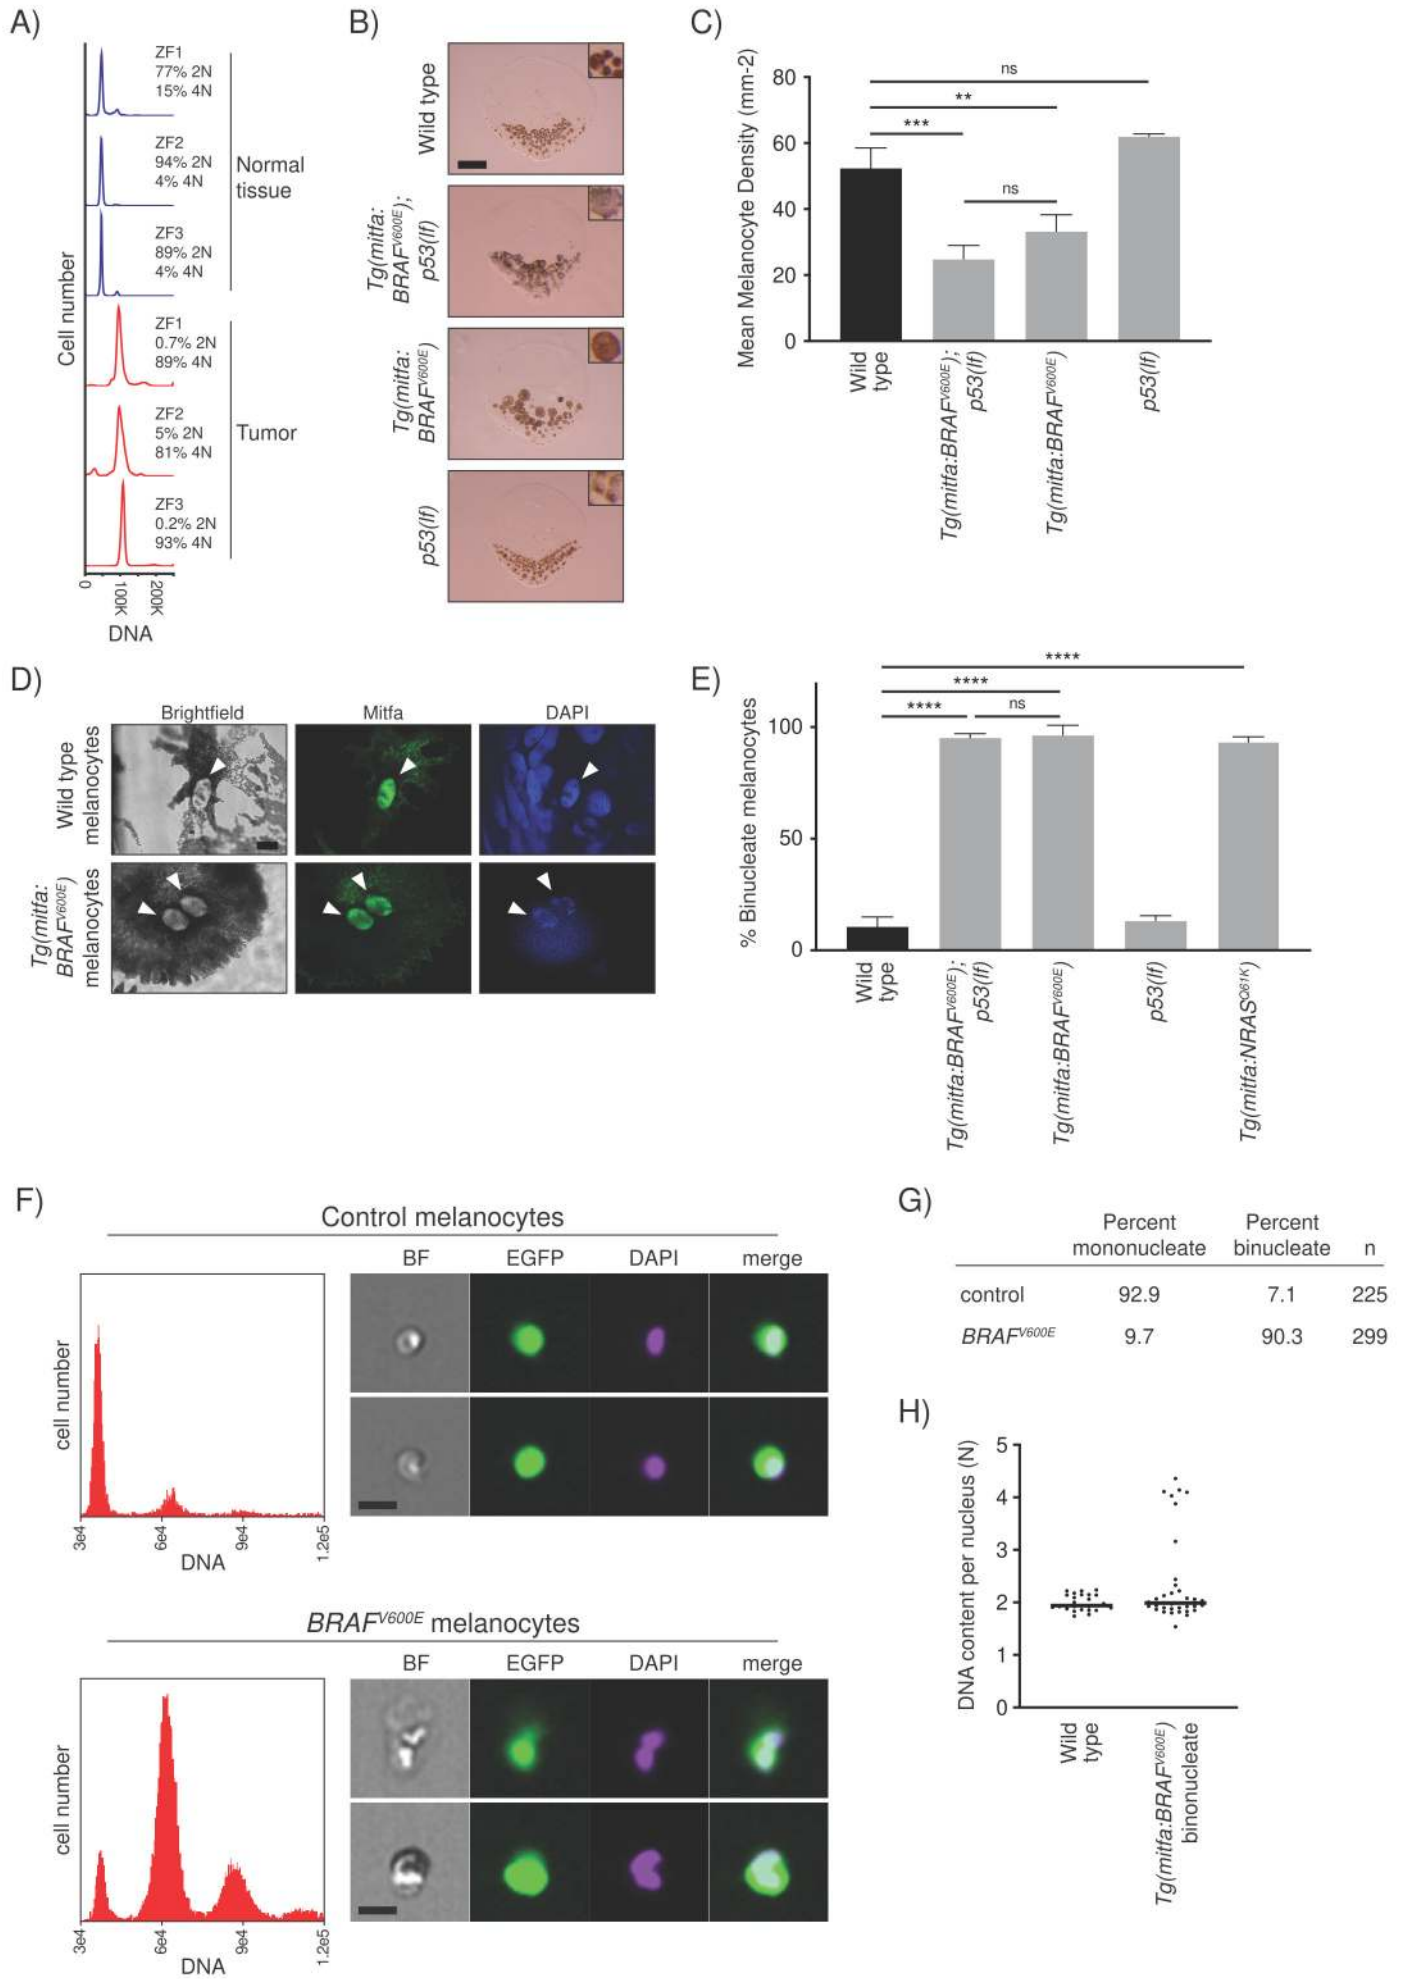 A)
ZF1
77% 2N
15% 4N
ZF2
94% 2N
4% 4N
ZF3
89% 2N
4% 4N
Normal
tissue
ZF1
0.7% 2N
89% 4N
ZF2
5% 2N
81% 4N
ZF3
0.2% 2N
93% 4N
Tumor
Cell number
0
100K
200K
DNA
B)
Wild type
Tg(mitfa:
BRAFV600E);
p53(lf)
Tg(mitfa:
BRAFV600E)
p53(lf)
C)
Mean Melanocyte Density (mm-2)
80
60
40
20
0
ns
**
***
ns
Wild
type
Tg(mitfa:BRAFV600E);
p53(lf)
Tg(mitfa:BRAFV600E)
p53(lf)
D)
Brightfield
Mitfa
DAPI
Wild type
melanocytes
Tg(mitfa:
BRAFV600E)
melanocytes
E)
% Binucleate melanocytes
100
50
0
****
****
****
ns
Wild
type
Tg(mitfa:BRAFV600E);
p53(lf)
Tg(mitfa:BRAFV600E)
p53(lf)
Tg(mitfa:NRASQ61K)
F)
Control melanocytes
BF
EGFP
DAPI
merge
cell number
3e4
6e4
9e4
1.2e5
DNA
BRAFV600E melanocytes
BF
EGFP
DAPI
merge
cell number
3e4
6e4
9e4
1.2e5
DNA
G)
Percent
mononucleate
Percent
binucleate
n
control 92.9 7.1 225
BRAFV600E 9.7 90.3 299
H)
DNA content per nucleus (N)
5
4
3
2
1
0
Wild
type
Tg(mitfa:BRAFV600E)
binonucleate